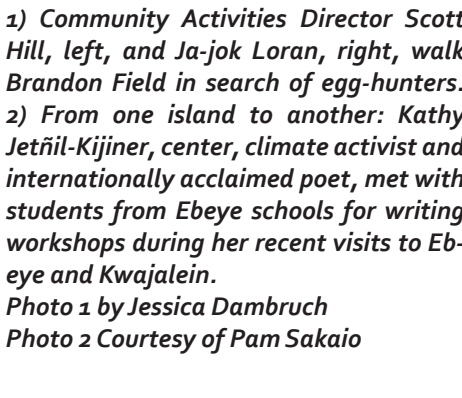 1) Community Activities Director Scott
Hill, left, and Ja-jok Loran, right, walk
Brandon Field in search of egg-hunters.
2) From one island to another: Kathy
Jetñil-Kijiner, center, climate activist and
internationally acclaimed poet, met with
students from Ebeye schools for writing
workshops during her recent visits to Eb-
eye and Kwajalein.
Photo 1 by Jessica Dambruch
Photo 2 Courtesy of Pam Sakaio